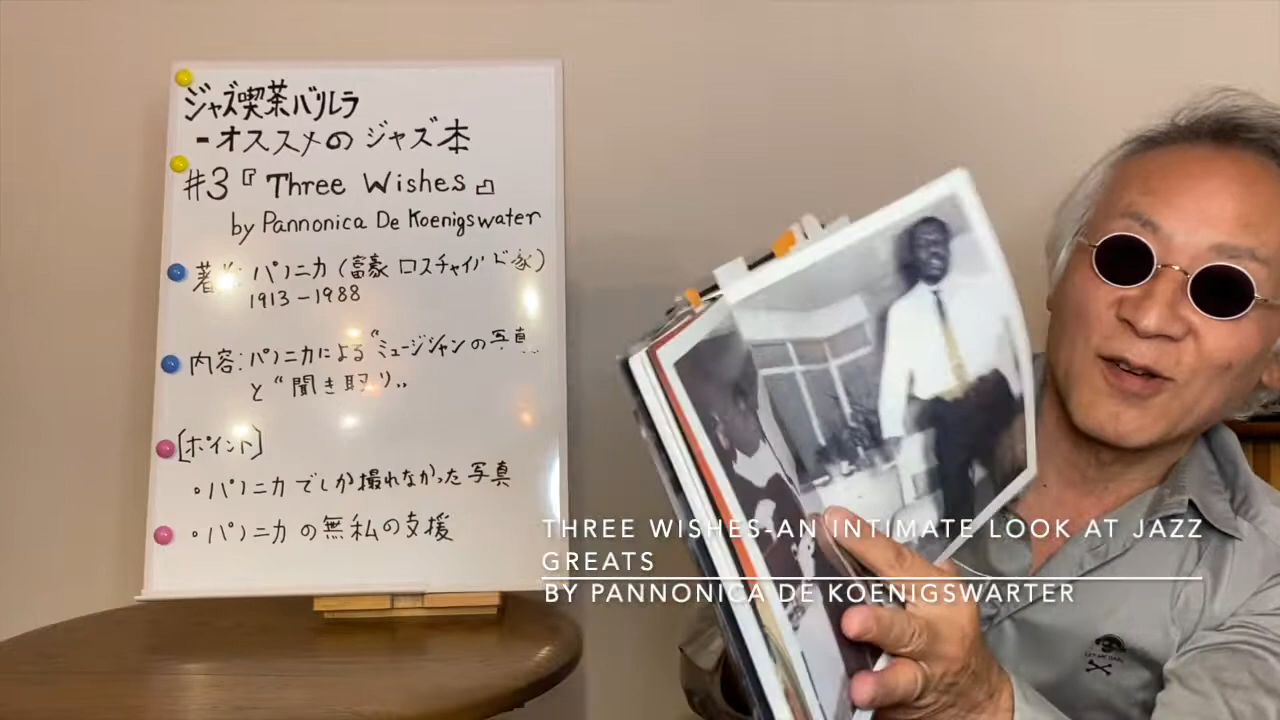 ジャズ喫茶バリレラ
-オススメのジャズ本
#3『Three Wishes』
by Pannonica De Koenigswater
著者: パノニカ (富豪 ロスチャイルド家)
1913-1988
内容: パノニカによる"ミュージシャンの写真"
と"聞き取り"
[ポイント]
・パノニカでしか撮れなかった写真
・パノニカの無私の支援
THREE WISHES-AN INTIMATE LOOK AT JAZZ
GREATS
BY PANNONICA DE KOENIGSWARTER